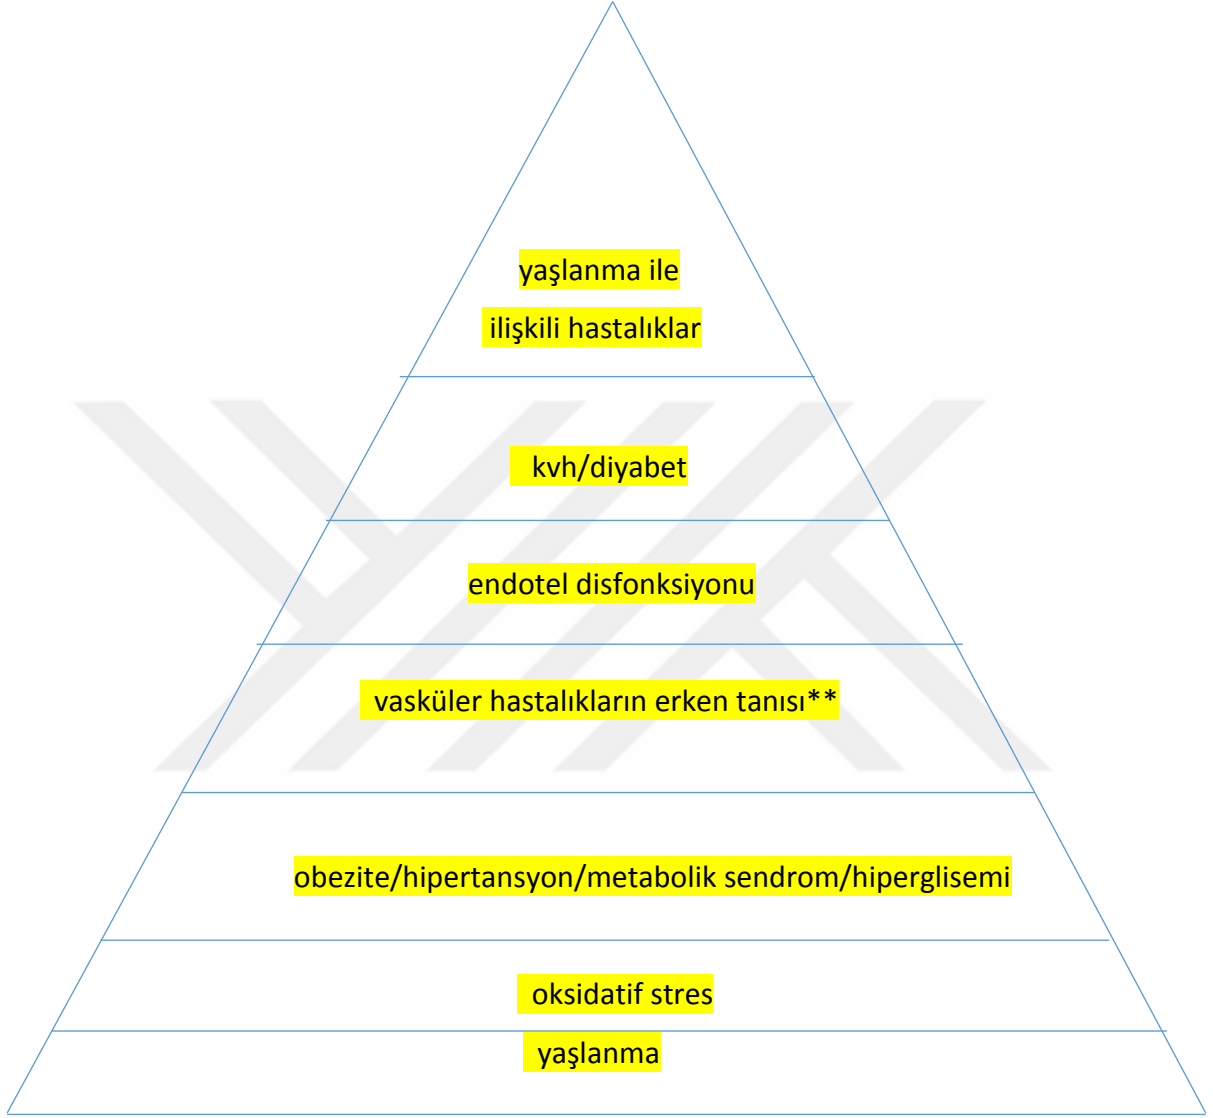 yaşlanma ile
ilişkili hastalıklar
kvh/diyabet
endotel disfonksiyonu
vasküler hastalıkların erken tanısı**
obezite/hipertansyon/metabolik sendrom/hiperglisemi
oksidatif stres
yaşlanma